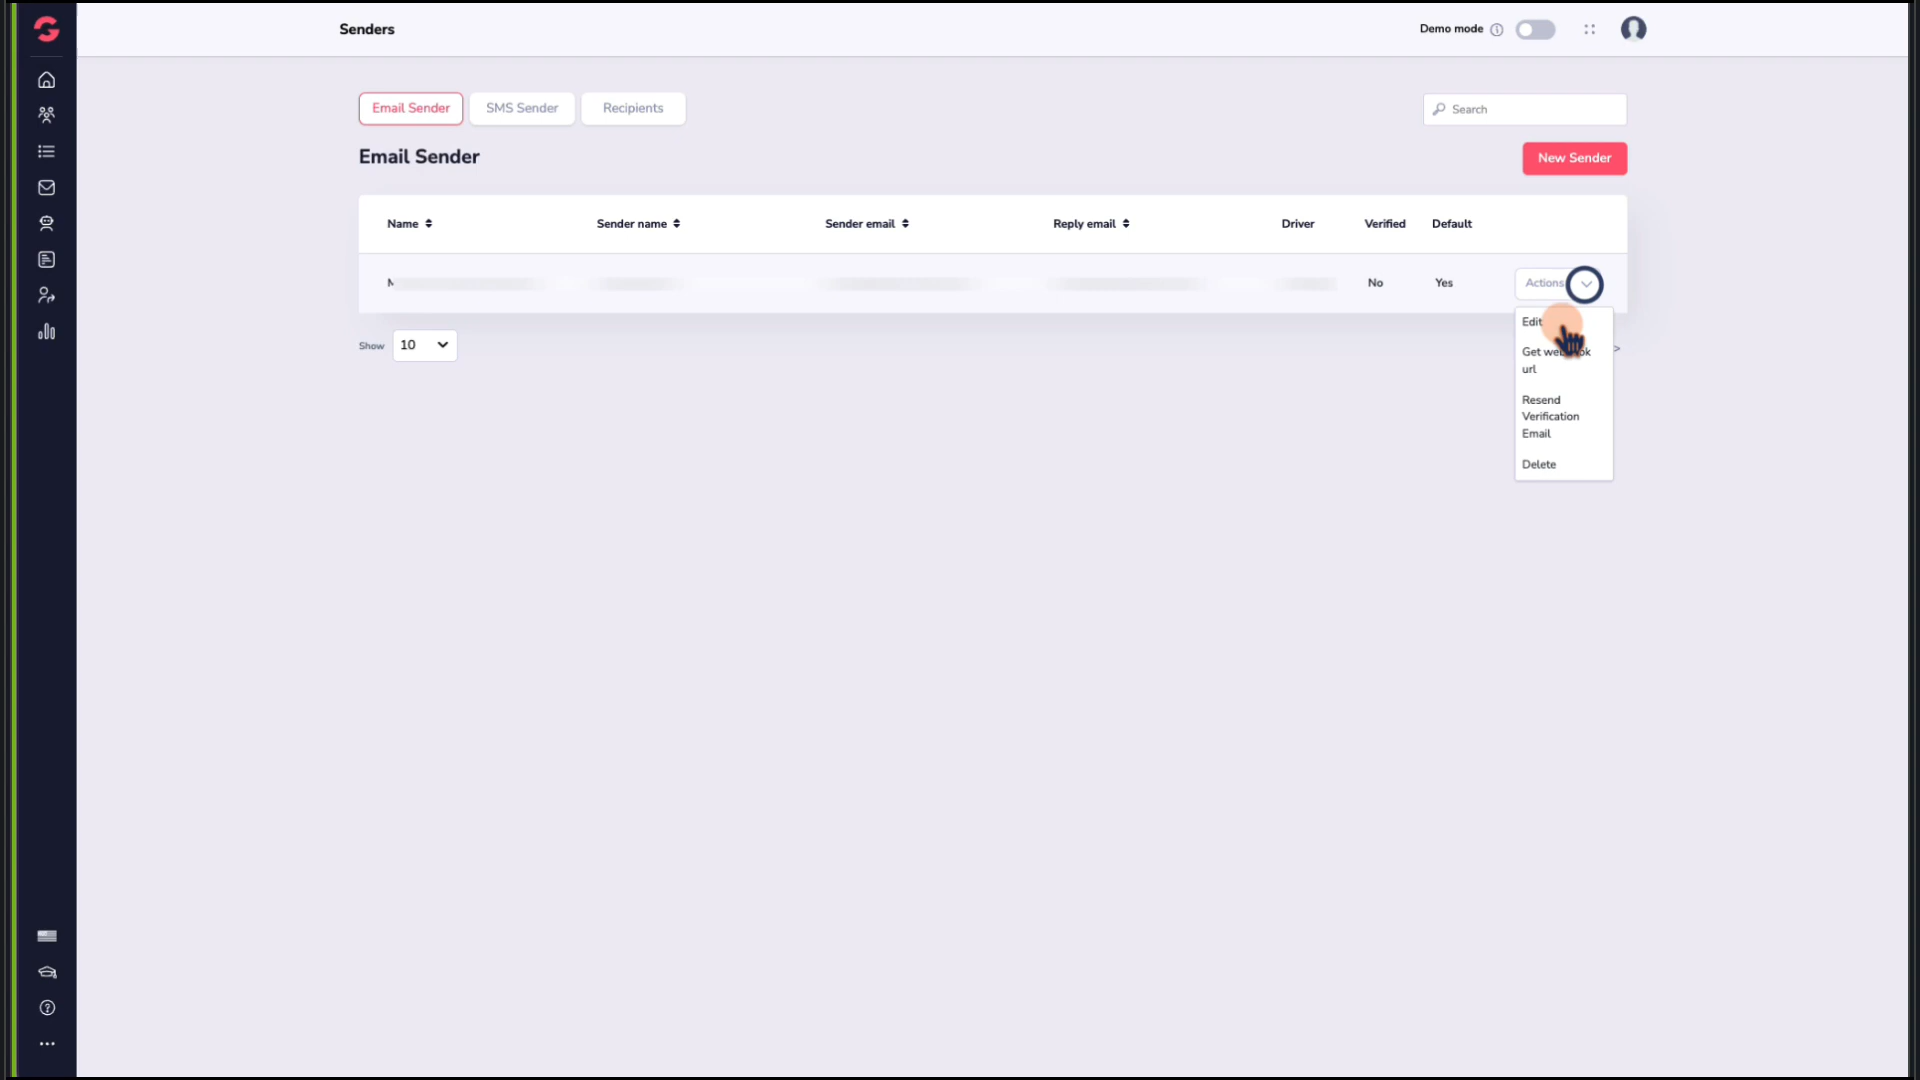 Senders
Demo mode
Email Sender
SMS Sender
Recipients
Search
Email Sender
New Sender
Name
Sender name
Sender email
Reply email
Driver
Verified
Default
No
Yes
Actions
Edit
Get
url
Resend
Verification
Email
Delete
Show
10
>